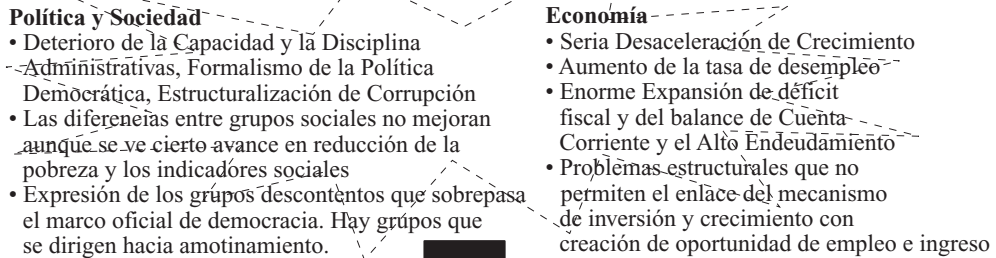 Política y Sociedad
• Deterioro de la Capacidad y la Disciplina
Administrativas, Formalismo de la Política
Democrática, Estructuralización de Corrupción
• Las diferencias entre grupos sociales no mejoran
aunque se ve cierto avance en reducción de la
pobreza y los indicadores sociales
• Expresión de los grupos descontentos que sobrepasa
el marco oficial de democracia. Hay grupos que
se dirigen hacia amotinamiento.
Economía
• Seria Desaceleración de Crecimiento
• Aumento de la tasa de desempleo
• Enorme Expansión de déficit
fiscal y del balance de Cuenta
Corriente y el Alto Endeudamiento
• Problemas estructurales que no
permiten el enlace del mecanismo
de inversión y crecimiento con
creación de oportunidad de empleo e ingreso